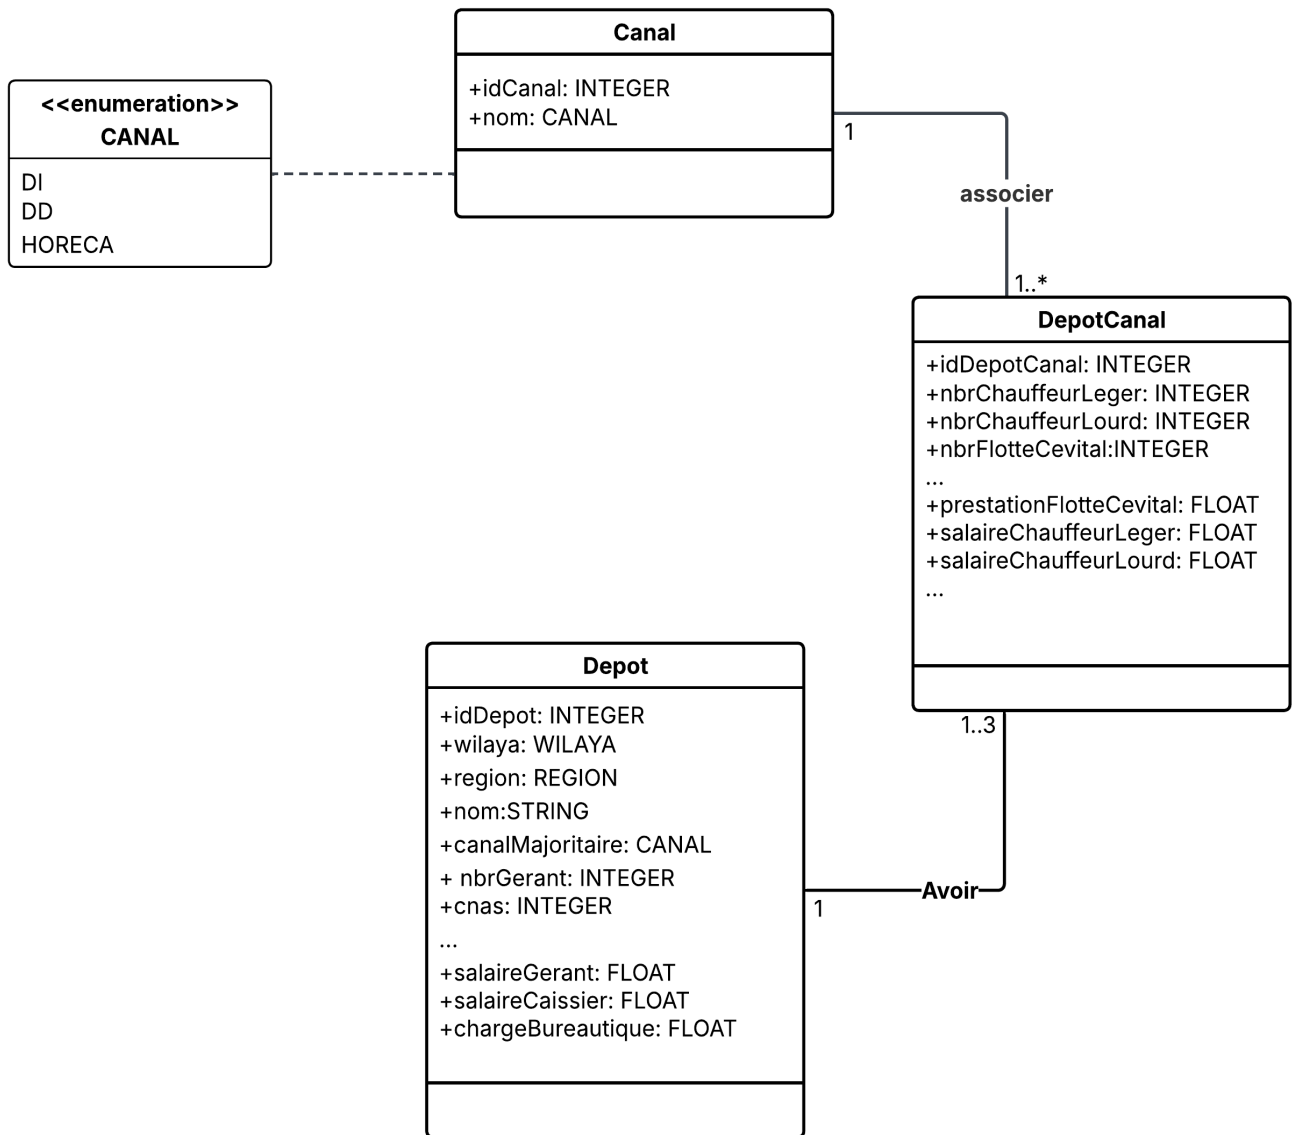 Canal
+idCanal: INTEGER
+nom: CANAL
<<enumeration>>
CANAL
DI
DD
HORECA
1
associer
1..*
DepotCanal
+idDepotCanal: INTEGER
+nbrChauffeurLeger: INTEGER
+nbrChauffeurLourd: INTEGER
+nbrFlotteCevital:INTEGER
...
+prestationFlotteCevital: FLOAT
+salaireChauffeurLeger: FLOAT
+salaireChauffeurLourd: FLOAT
...
1..3
Avoir
1
Depot
+idDepot: INTEGER
+wilaya: WILAYA
+region: REGION
+nom:STRING
+canalMajoritaire: CANAL
+ nbrGerant: INTEGER
+cnas: INTEGER
...
+salaireGerant: FLOAT
+salaireCaissier: FLOAT
+chargeBureautique: FLOAT